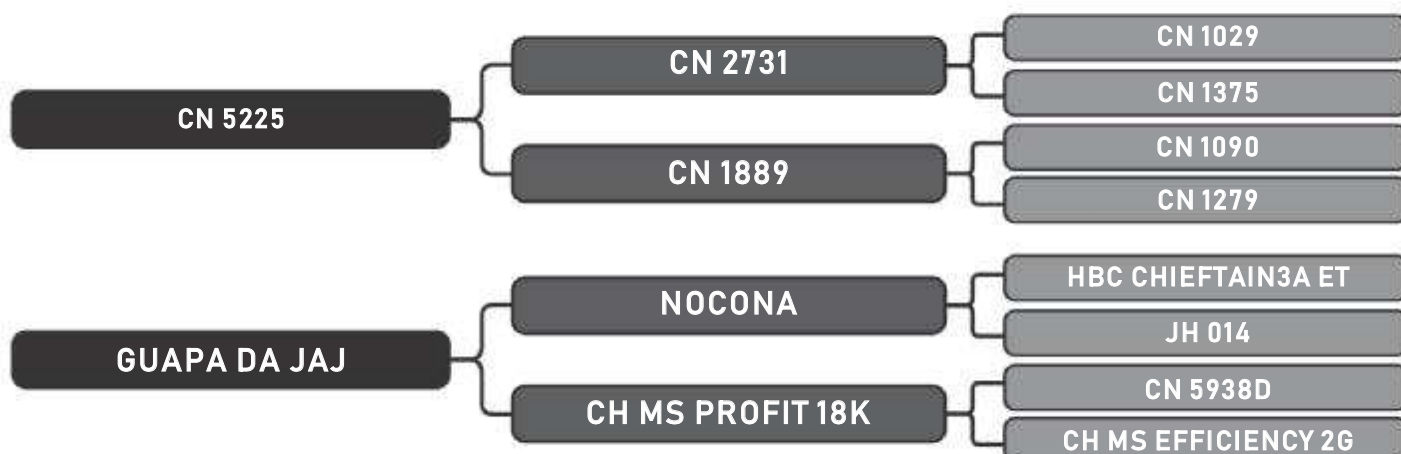 CN 5225
CN 2731
CN 1889
CN 1029
CN 1375
CN 1090
CN 1279
GUAPA DA JAJ
NOCONA
CH MS PROFIT 18K
HBC CHIEFTAIN3A ET
JH 014
CN 5938D
CH MS EFFICIENCY 2G